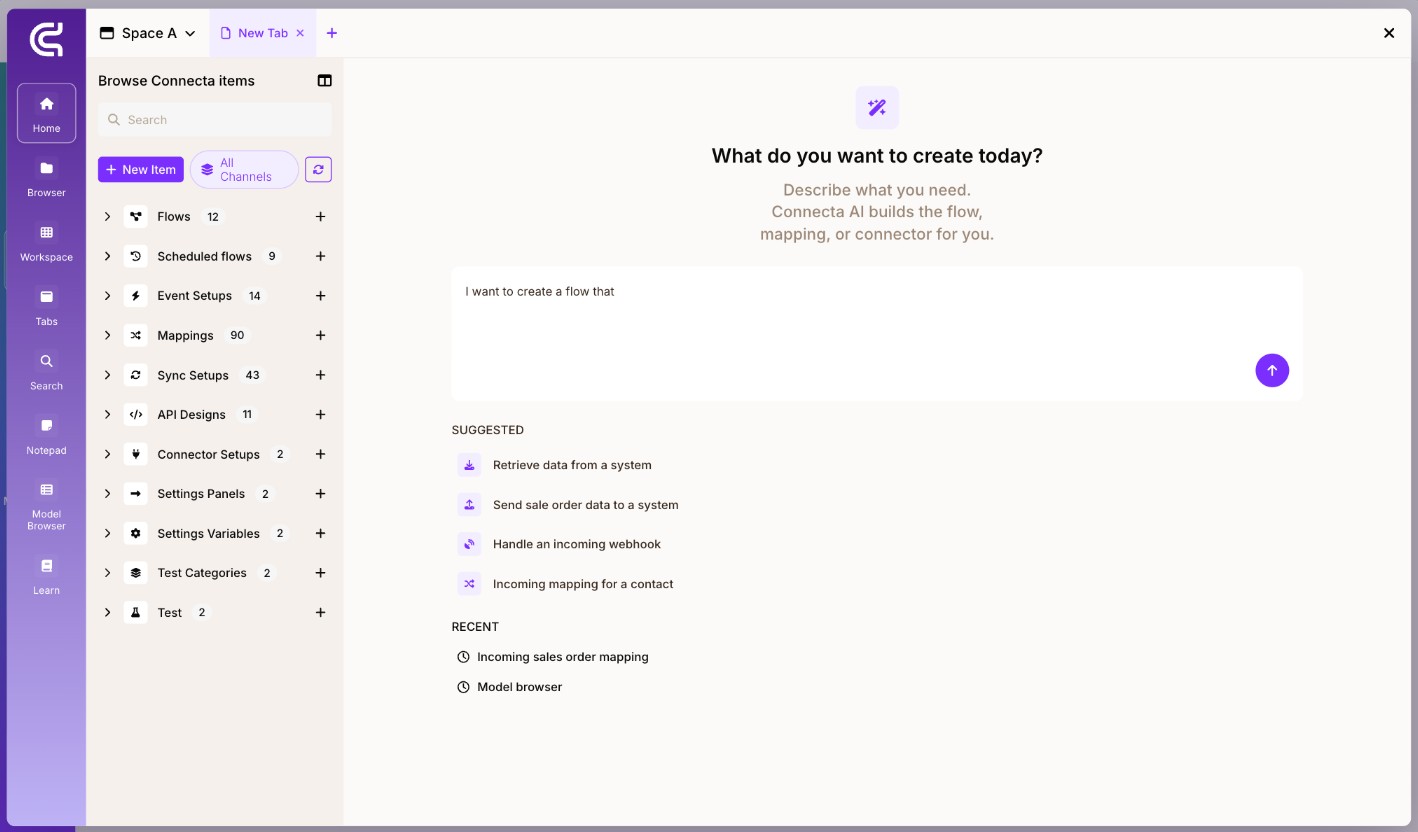 Space A
New Tab
Home
Browser
Workspace
Tabs
Search
Notepad
Model
Browser
Learn
Browse Connecta items
Search
New Item
All
Channels
Flows 12
Scheduled flows 9
Event Setups 14
Mappings 90
Sync Setups 43
API Designs 11
Connector Setups 2
Settings Panels 2
Settings Variables 2
Test Categories 2
Test 2
What do you want to create today?
Describe what you need.
Connecta AI builds the flow,
mapping, or connector for you.
I want to create a flow that
SUGGESTED
Retrieve data from a system
Send sale order data to a system
Handle an incoming webhook
Incoming mapping for a contact
RECENT
Incoming sales order mapping
Model browser